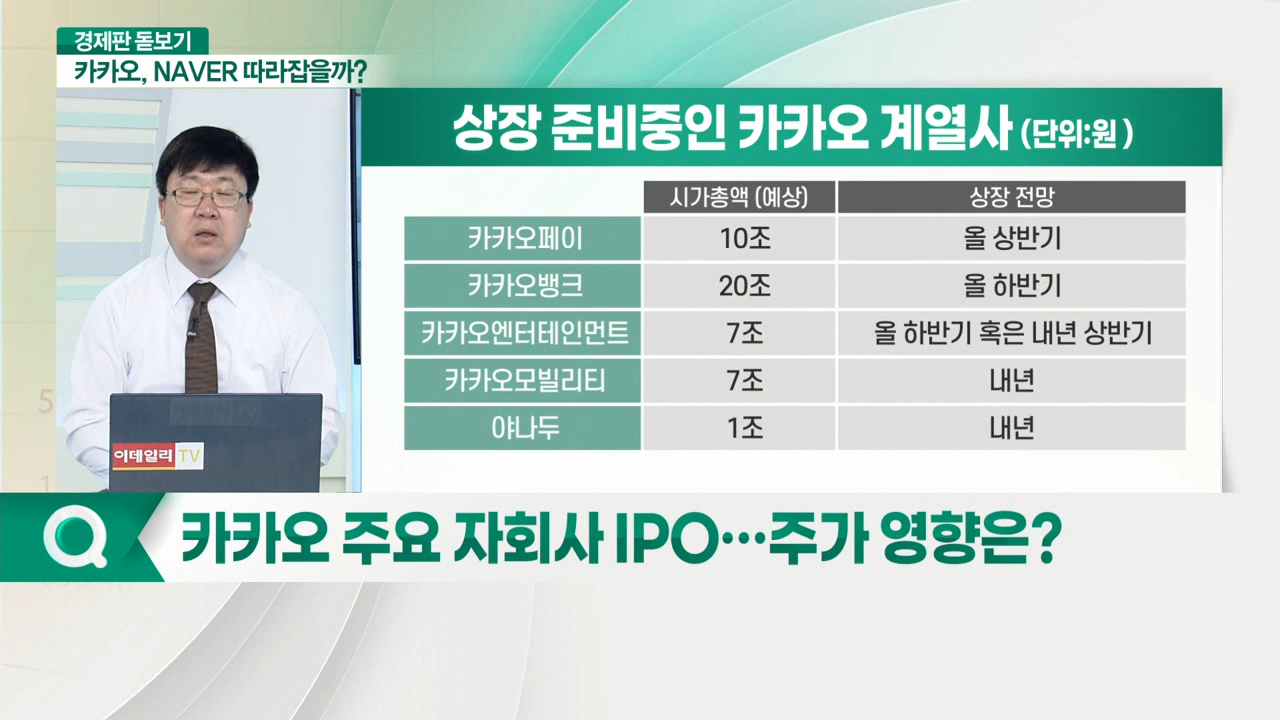 경제판 돋보기
카카오, NAVER 따라잡을까?
상장 준비중인 카카오 계열사 (단위:원)
시가총액 (예상) 상장 전망
카카오페이 10조 올 상반기
카카오뱅크 20조 올 하반기
카카오엔터테인먼트 7조 올 하반기 혹은 내년 상반기
카카오모빌리티 7조 내년
야나두 1조 내년
이데일리 TV
카카오 주요 자회사 IPO…주가 영향은?
5
1